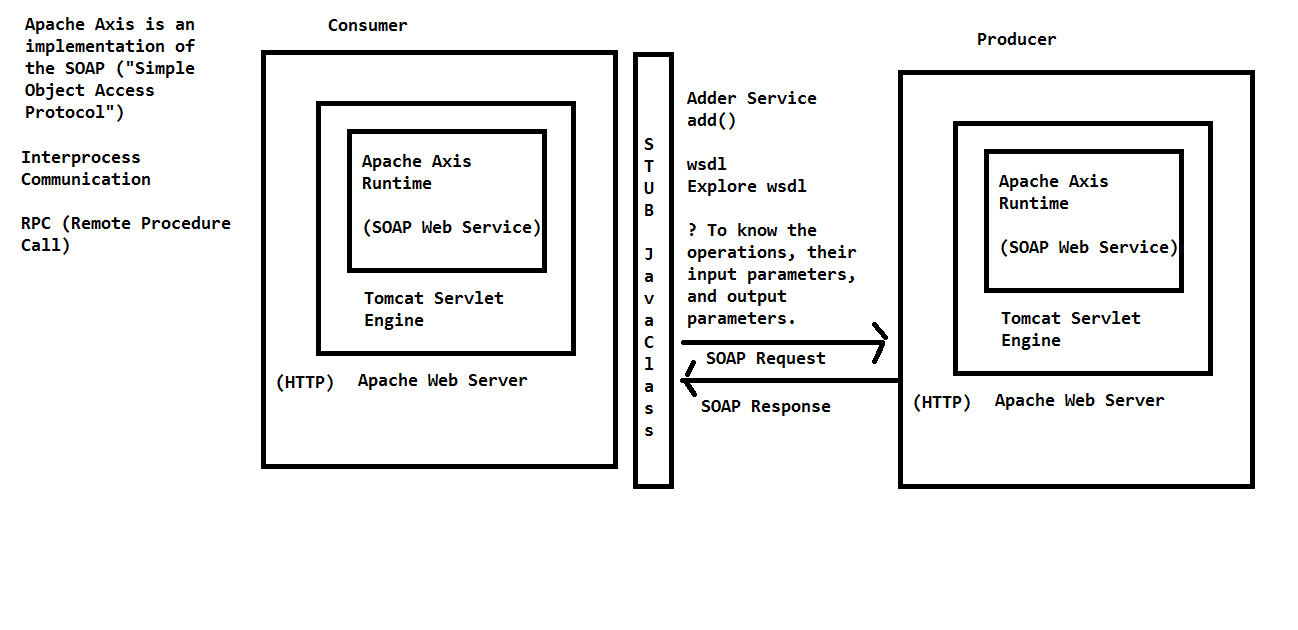 Apache Axis is an
implementation of
the SOAP ("Simple
Object Access
Protocol")
Interprocess
Communication
RPC (Remote Procedure
Call)
Consumer
Apache Axis
Runtime
(SOAP Web Service)
Tomcat Servlet
Engine
(HTTP) Apache Web Server
S
T
U
B
J
a
v
a
C
l
a
s
s
Adder Service
add()
wsdl
Explore wsdl
? To know the
operations, their
input parameters,
and output
parameters.
SOAP Request
SOAP Response
Producer
Apache Axis
Runtime
(SOAP Web Service)
Tomcat Servlet
Engine
(HTTP) Apache Web Server